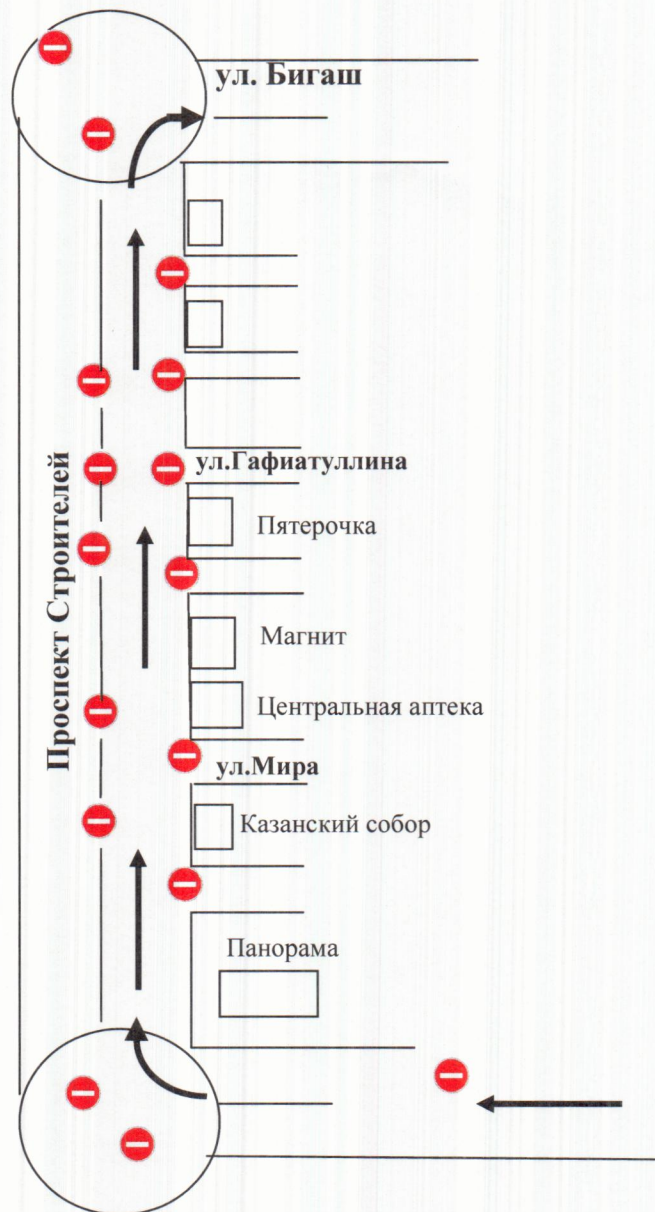 ул. Бигаш
Проспект Строителей
ул.Гафиатуллина
Пятерочка
Магнит
Центральная аптека
ул.Мира
Казанский собор
Панорама